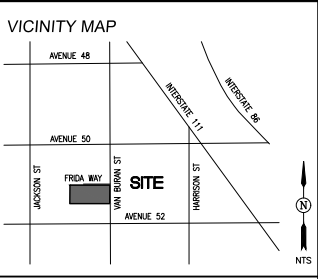 VICINITY MAP
AVENUE 48
INTERSTATE 111
INTERSTATE 86
AVENUE 50
JACKSON ST
FRIDA WAY
VAN BURAN ST
SITE
HARRISON ST
AVENUE 52
N
NTS